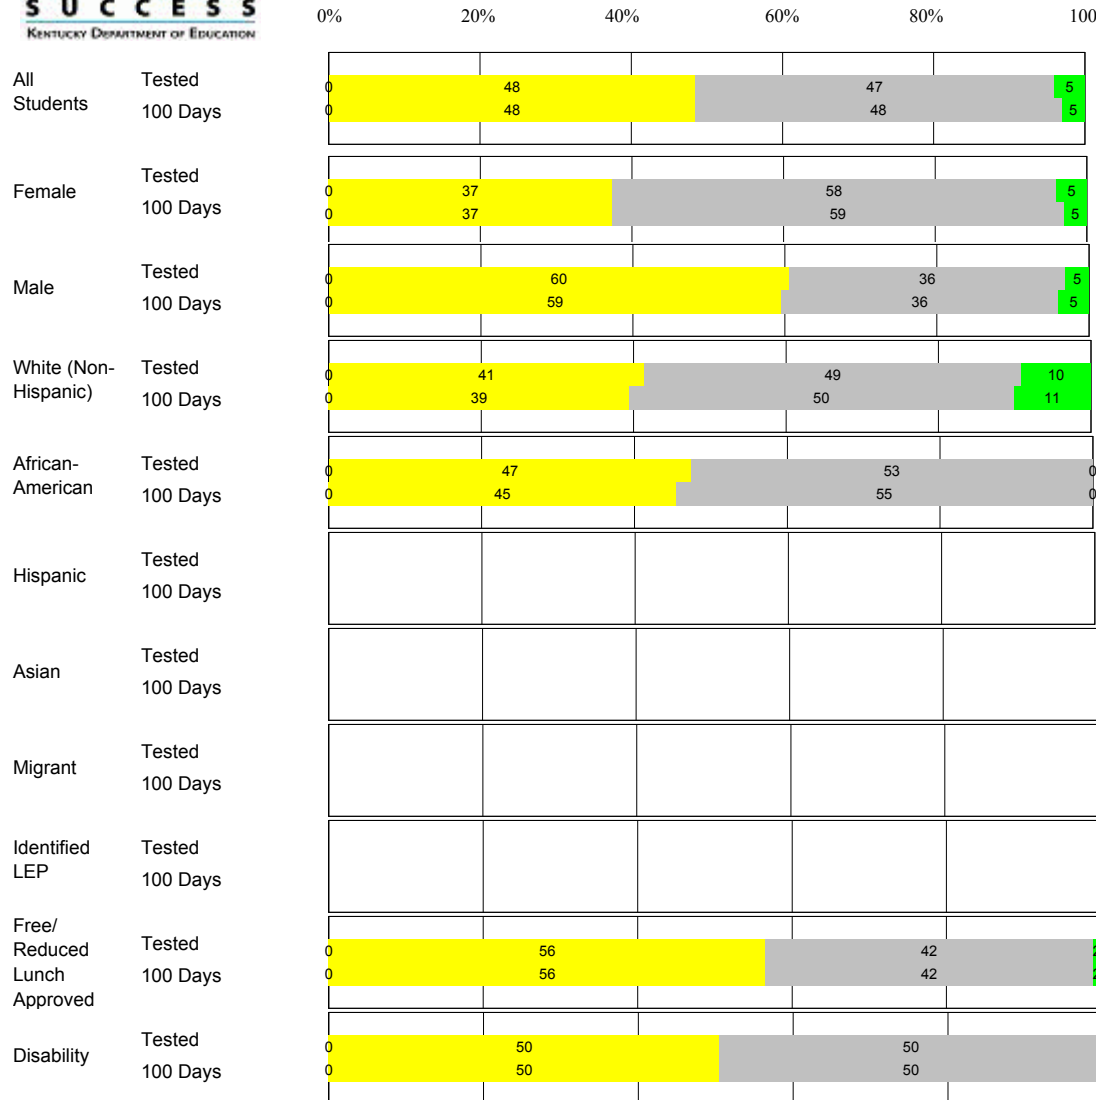 SUCCESS
KENTUCKY DEPARTMENT OF EDUCATION
0% 20% 40% 60% 80% 100
All Students
Tested
0 48 47 5
100 Days
0 48 48 5
Female
Tested
0 37 58 5
100 Days
0 37 59 5
Male
Tested
0 60 36 5
100 Days
0 59 36 5
White (Non-
Hispanic)
Tested
0 41 49 10
100 Days
0 39 50 11
African-
American
Tested
0 47 53 0
100 Days
0 45 55 0
Hispanic
Tested
100 Days
Asian
Tested
100 Days
Migrant
Tested
100 Days
Identified
LEP
Tested
100 Days
Free/
Reduced
Lunch
Approved
Tested
0 56 42 2
100 Days
0 56 42 2
Disability
Tested
0 50 50
100 Days
0 50 50